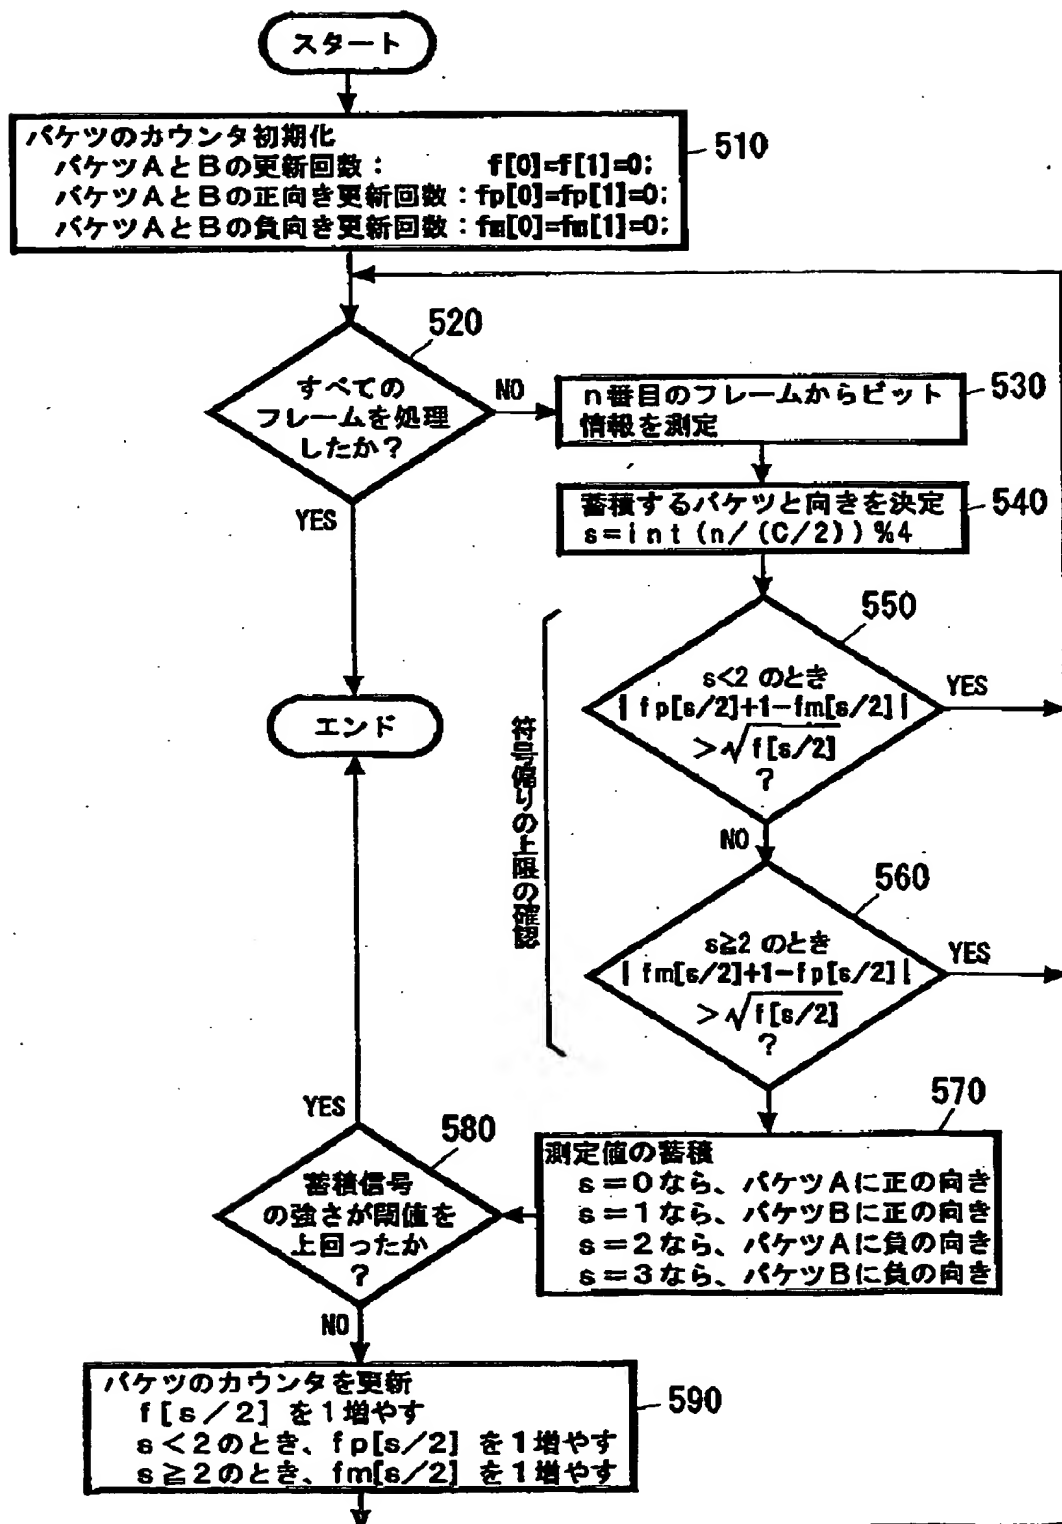 スタート
バケツのカウンタ初期化
バケツAとBの更新回数： f[0]=f[1]=0;
バケツAとBの正向き更新回数：fp[0]=fp[1]=0;
バケツAとBの負向き更新回数：fm[0]=fm[1]=0;
510
520
すべての
フレームを処理
したか？
NO
YES
n番目のフレームからビット
情報を測定
530
蓄積するバケツと向きを決定
s=int(n/(C/2))%4
540
550
s<2 のとき
|fp[s/2]+1-fm[s/2]|
>√f[s/2]
?
YES
NO
符号偏りの上限の確認
560
s≧2 のとき
|fm[s/2]+1-fp[s/2]|
>√f[s/2]
?
YES
エンド
570
測定値の蓄積
s=0なら、バケツAに正の向き
s=1なら、バケツBに正の向き
s=2なら、バケツAに負の向き
s=3なら、バケツBに負の向き
YES
580
蓄積信号
の強さが閾値を
上回ったか
?
NO
バケツのカウンタを更新
f[s/2] を1増やす
s<2のとき、fp[s/2] を1増やす
s≧2のとき、fm[s/2] を1増やす
590